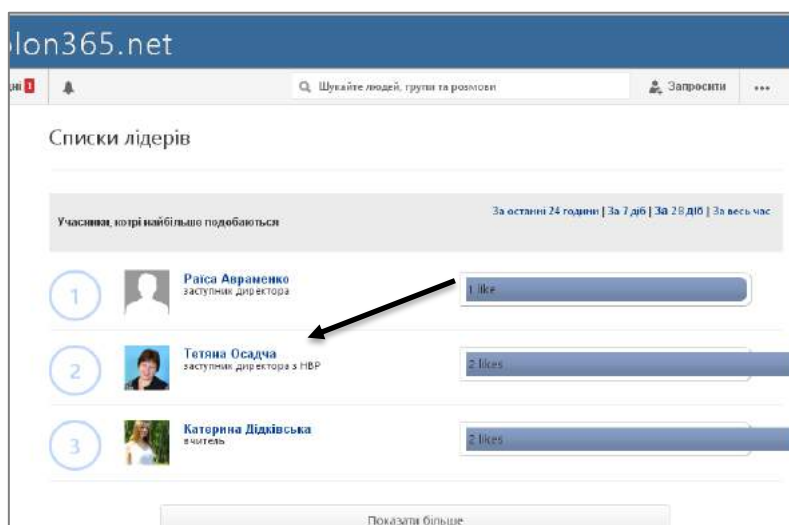 lon365.net
дні 1
Шукайте людей, групи та розмови
Запросити
Списки лідерів
Учасники, котрі найбільше подобаються
За останні 24 години | За 7 діб | За 28 діб | За весь час
1
Раїса Авраменко
заступник директора
1 like
2
Тетяна Осадча
заступник директора з НВР
2 likes
3
Катерина Дідківська
вчитель
2 likes
Показати більше